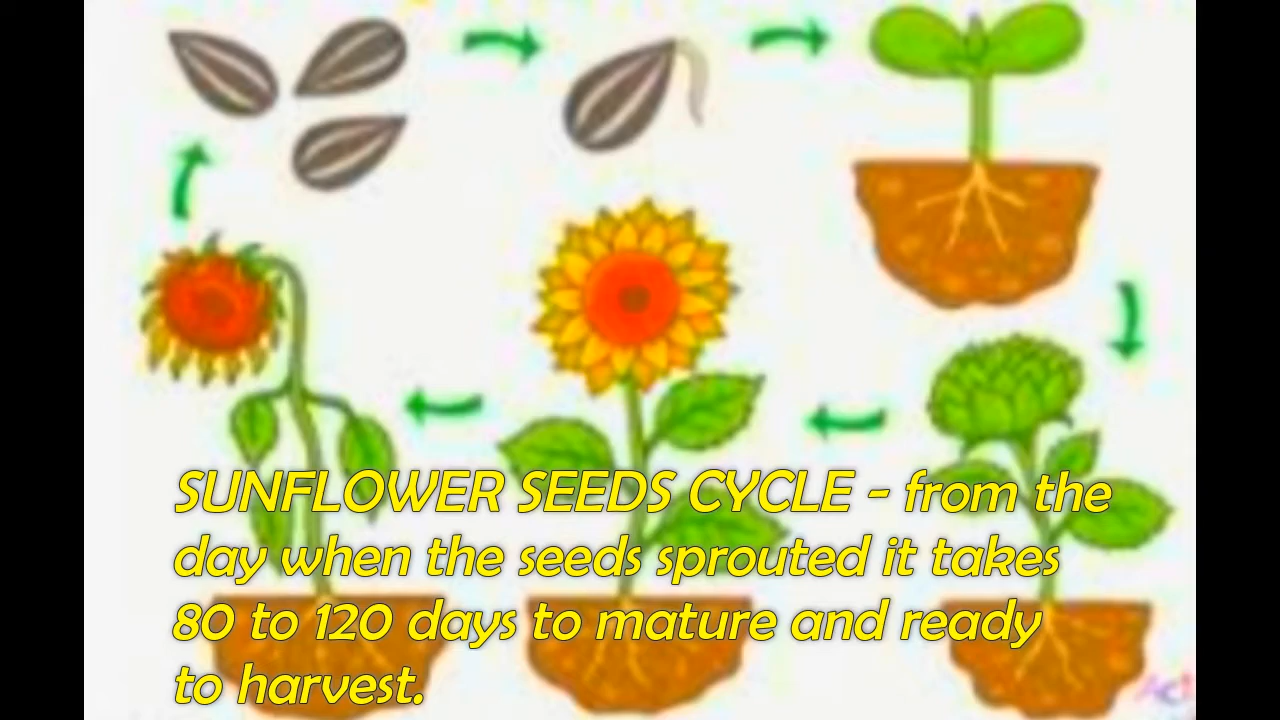 SUNFLOWER SEEDS CYCLE - from the
day when the seeds sprouted it takes
80 to 120 days to mature and ready
to harvest.